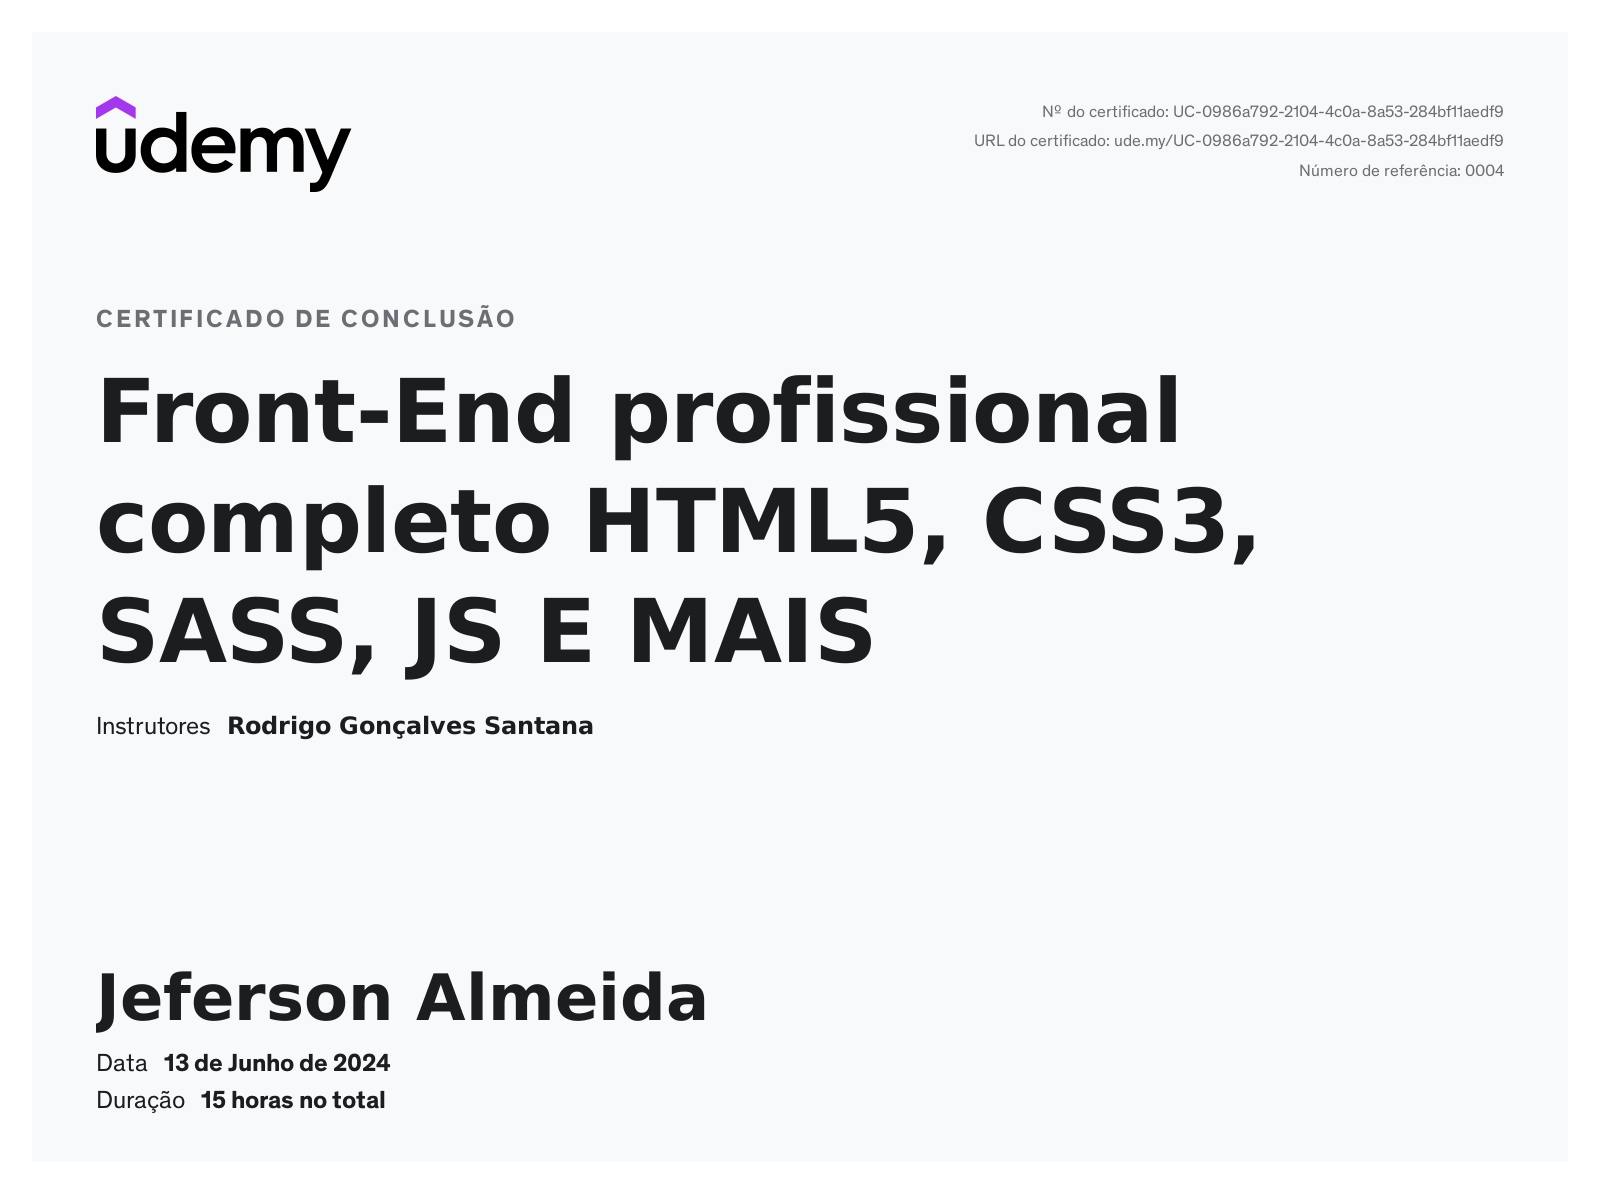 udemy
Nº do certificado: UC-0986a792-2104-4c0a-8a53-284bf11aedf9
URL do certificado: ude.my/UC-0986a792-2104-4c0a-8a53-284bf11aedf9
Número de referência: 0004
CERTIFICADO DE CONCLUSÃO
Front-End profissional
completo HTML5, CSS3,
SASS, JS E MAIS
Instrutores Rodrigo Gonçalves Santana
Jeferson Almeida
Data 13 de Junho de 2024
Duração 15 horas no total